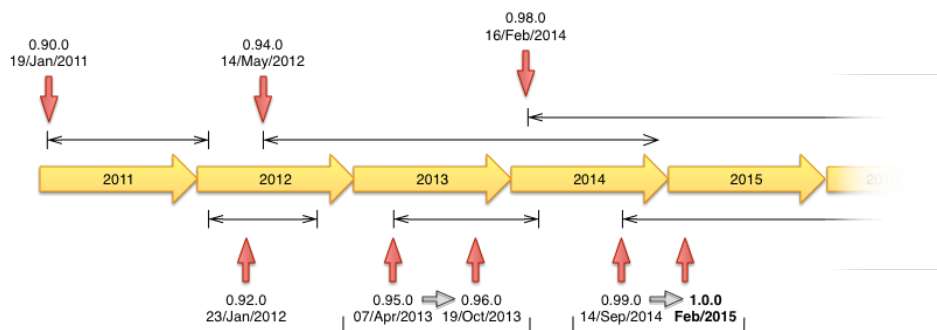 0.90.0
19/Jan/2011
0.94.0
14/May/2012
0.98.0
16/Feb/2014
2011
2012
2013
2014
2015
2016
0.92.0
23/Jan/2012
0.95.0
07/Apr/2013
0.96.0
19/Oct/2013
0.99.0
14/Sep/2014
1.0.0
Feb/2015